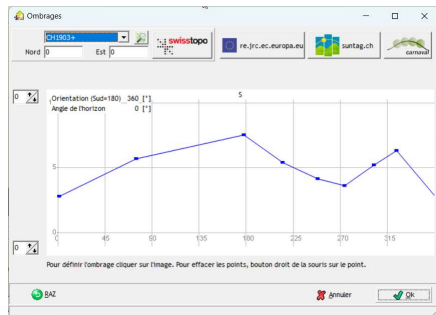 Ombrages
CH1903+
Nord 0 Est 0
swisstopo
re.jrc.ec.europa.eu
suntag.ch
carnaval
0
Orientation (Sud=180) 360 [°]
Angle de l'horizon 0 [°]
S
5
0
0 45 90 135 180 225 270 315
0
Pour définir l'ombrage cliquer sur l'image. Pour effacer les points, bouton droit de la souris sur le point.
RAZ
Annuler
Ok